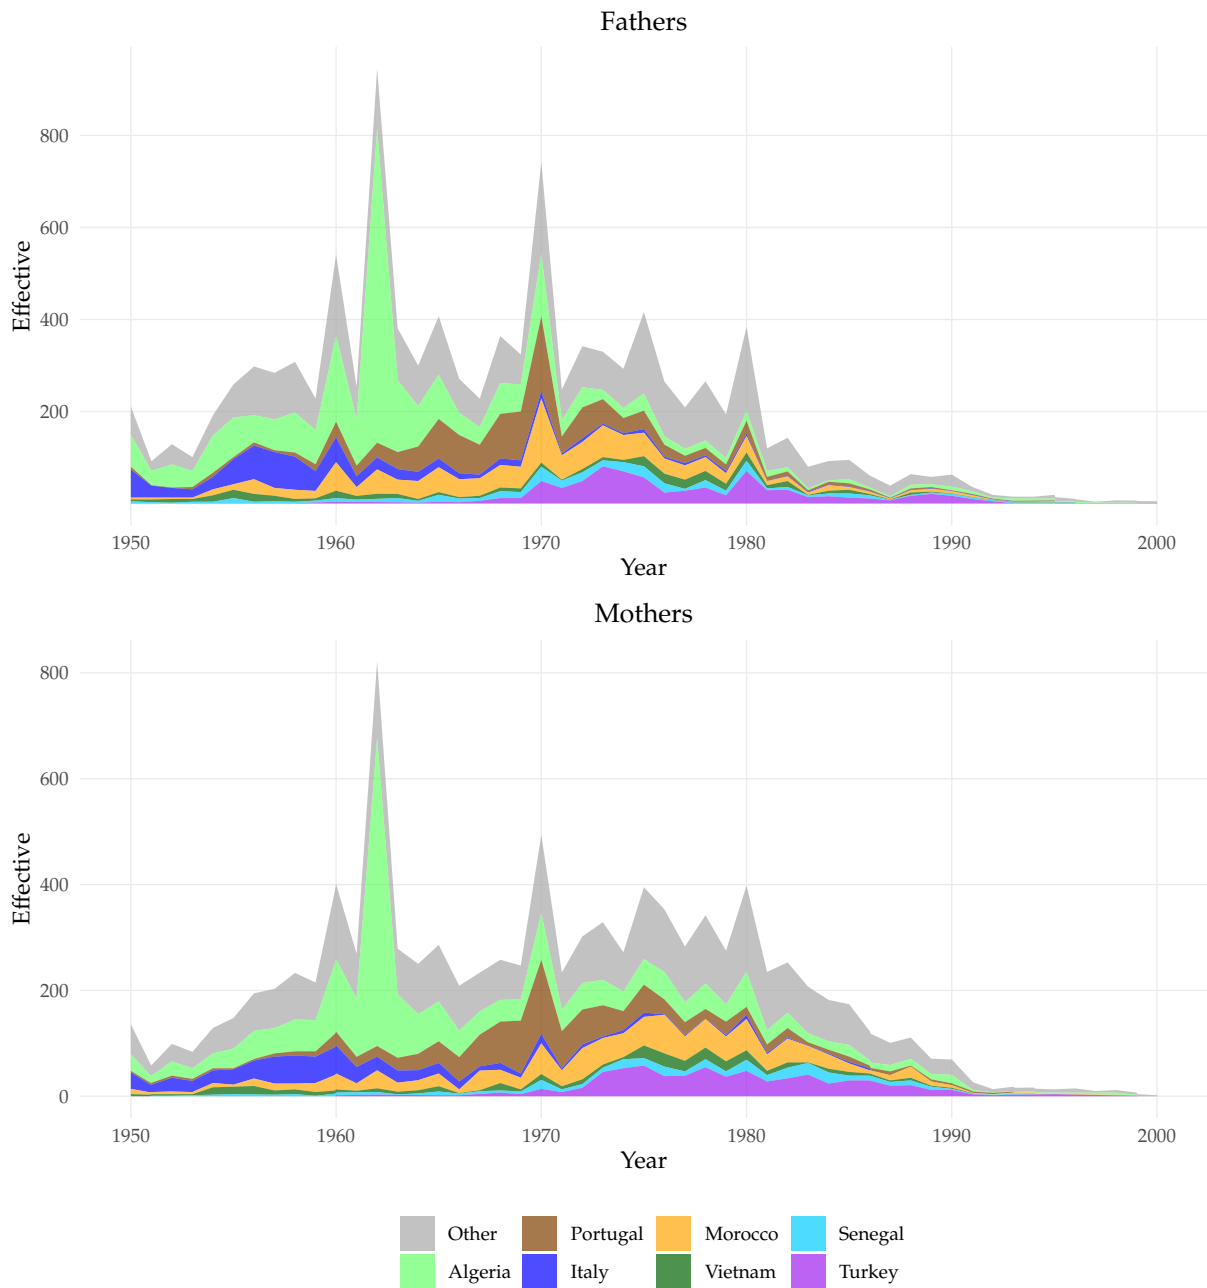 Fathers
800
600
400
200
Effective
1950 1960 1970 1980 1990 2000
Year
Mothers
800
600
400
200
0
Effective
1950 1960 1970 1980 1990 2000
Year
Other Portugal Morocco Senegal
Algeria Italy Vietnam Turkey